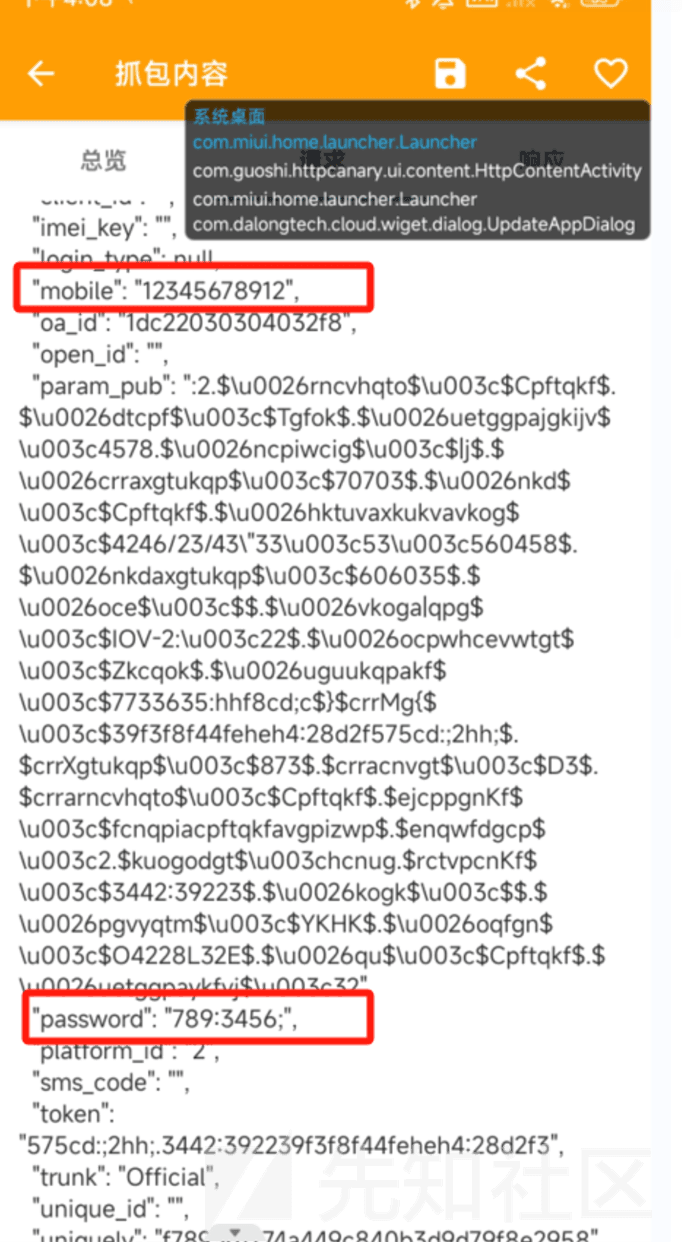 抓包内容
系统桌面
com.miui.home.launcher.Launcher
总览
请求
响应
com.guoshi.httpcanary.ui.content.HttpContentActivity
com.miui.home.launcher.Launcher
com.dalongtech.cloud.wiget.dialog.UpdateAppDialog
"client_id": "",
"imei_key": "",
"login_type": null,
"mobile": "12345678912",
"oa_id": "1dc22030304032f8",
"open_id": "",
"param_pub": ":2.$\u0026rncvhqto$\u003c$Cpftqkf$.
$\u0026dtcpf$\u003c$Tgfok$.$\u0026uetggpajgkijv$
\u003c4578.$\u0026ncpiwcig$\u003c$lj$.$
\u0026crraxgtukqp$\u003c$70703$.$\u0026nkd$
\u003c$Cpftqkf$.$\u0026hktuvaxkukvavkog$
\u003c$4246/23/43\"33\u003c53\u003c560458$.
$\u0026nkdaxgtukqp$\u003c$606035$.$
\u0026oce$\u003c$$.$\u0026vkoga|qpg$
\u003c$IOV-2:\u003c22$.$\u0026ocpwhcevwtgt$
\u003c$Zkcqok$.$\u0026uguukqpakf$
\u003c$7733635:hhf8cd;c$}$crrMg{$
\u003c$39f3f8f44feheh4:28d2f575cd:;2hh;$.
$crrXgtukqp$\u003c$873$.$crracnvgt$\u003c$D3$.
$crrarncvhqto$\u003c$Cpftqkf$.$ejcppgnKf$
\u003c$fcnqpiacpftqkfavgpizwp$.$enqwfdgcp$
\u003c2.$kuogodgt$\u003chcnug.$rctvpcnKf$
\u003c$3442:39223$.$\u0026kogk$\u003c$$.$
\u0026pgvyqtm$\u003c$YKHK$.$\u0026oqfgn$
\u003c$O4228L32E$.$\u0026qu$\u003c$Cpftqkf$.$
\u0026uetggpaykfvj$\u003c32"
"password": "789:3456;",
"platform_id": "2",
"sms_code": "",
"token":
"575cd:;2hh;.3442:392239f3f8f44feheh4:28d2f3",
"trunk": "Official",
"unique_id": "",
先知社区